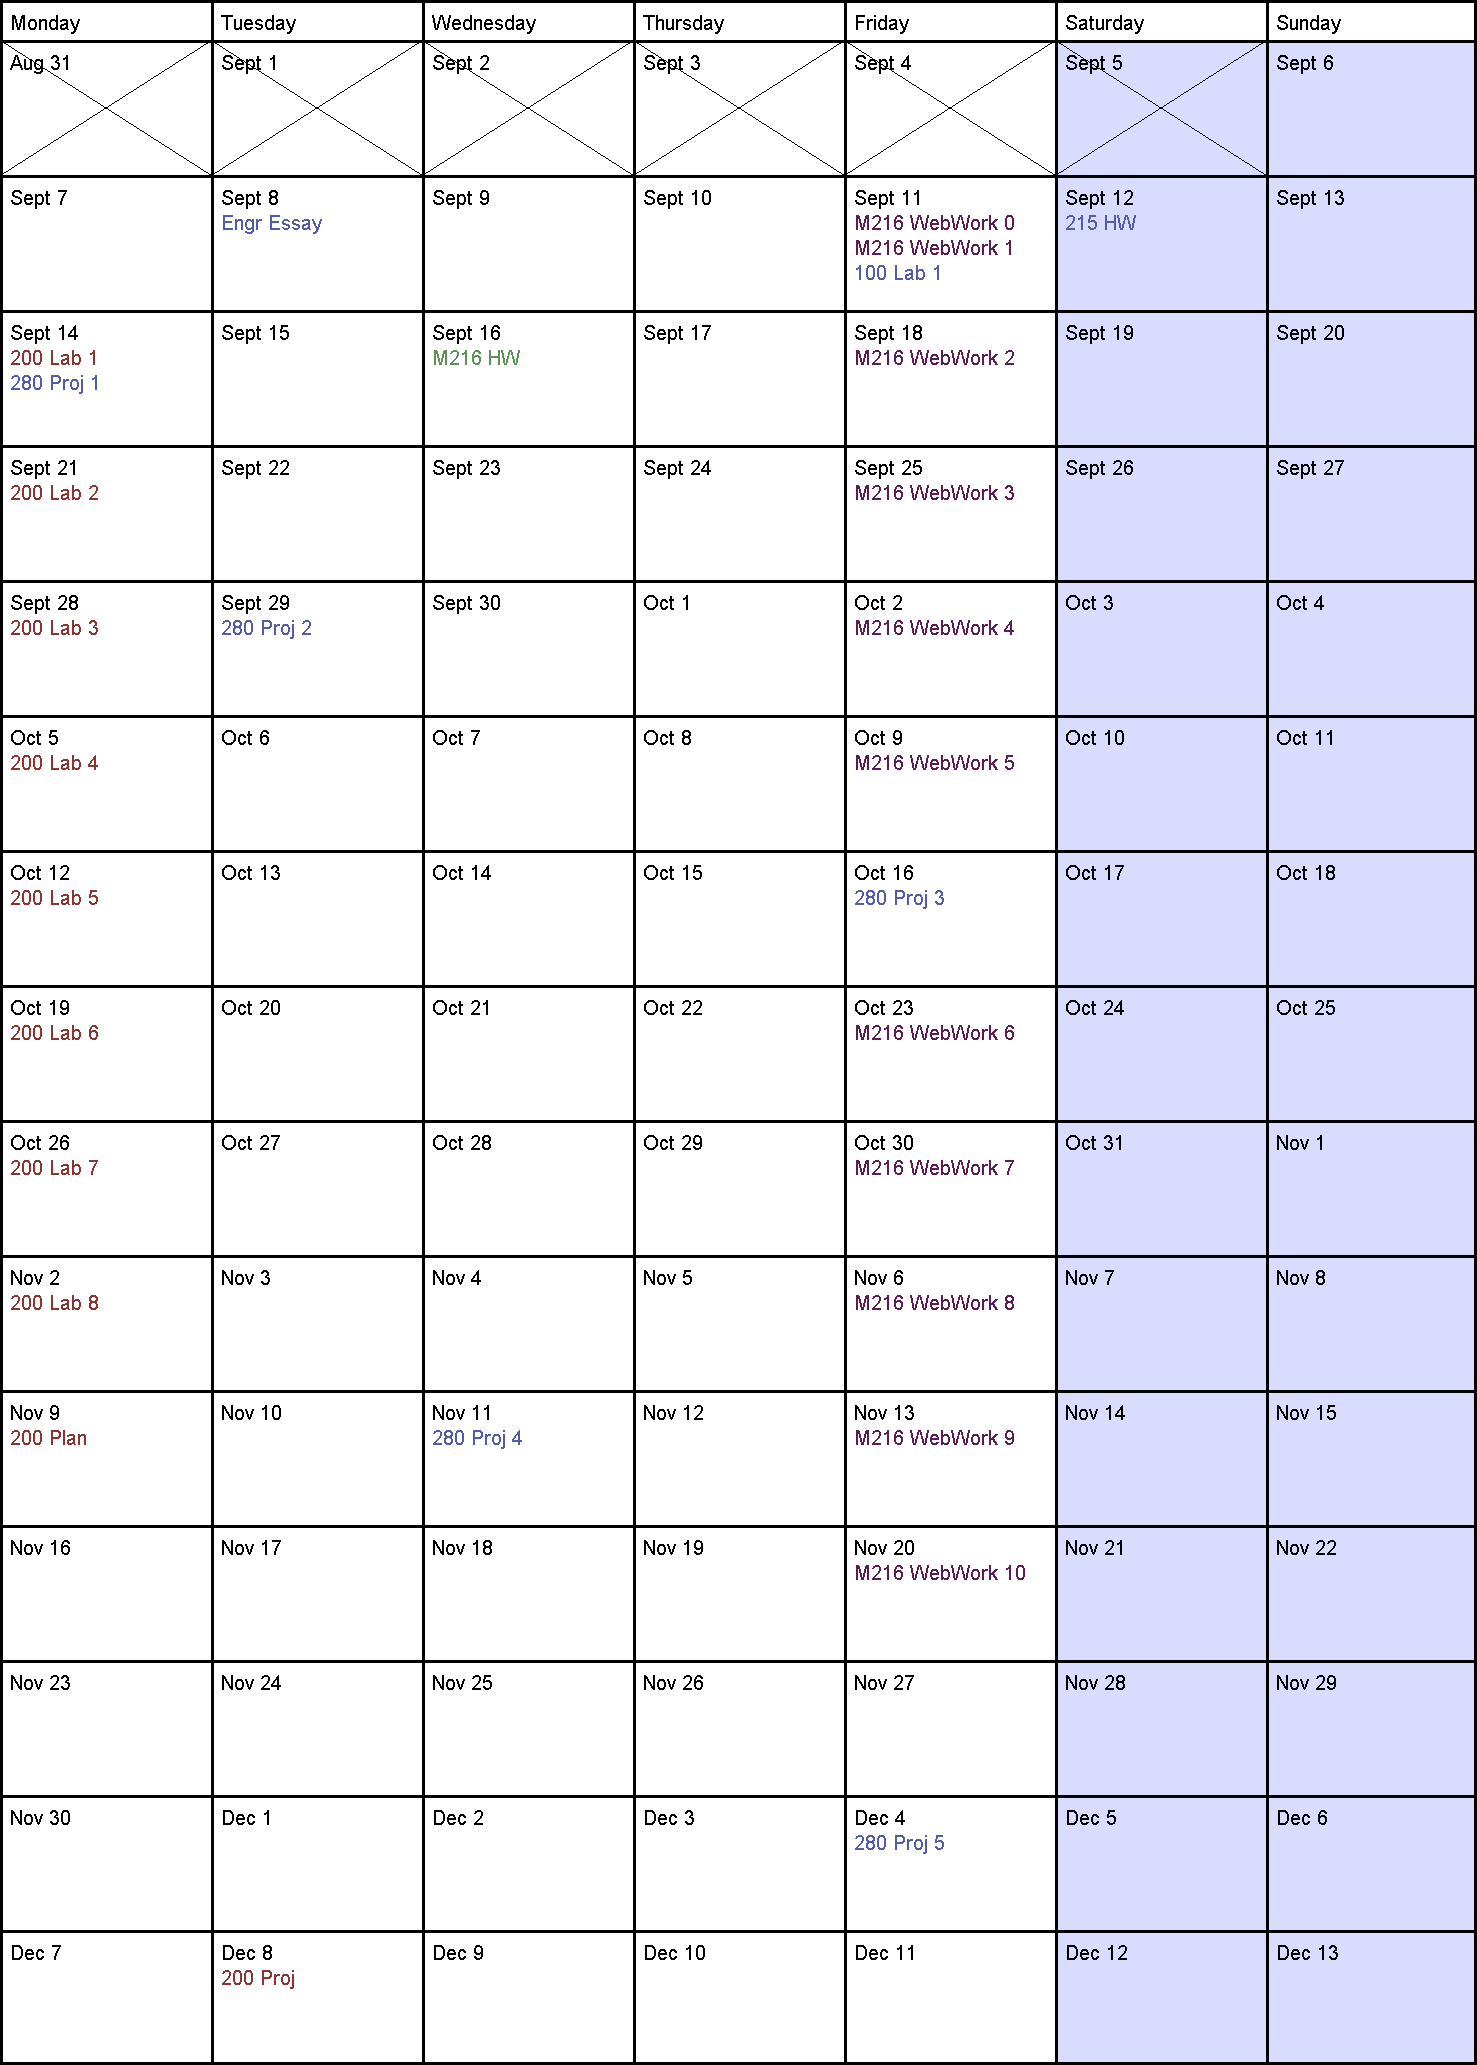 Monday Tuesday Wednesday Thursday Friday Saturday Sunday
Aug 31 Sept 1 Sept 2 Sept 3 Sept 4 Sept 5 Sept 6
Sept 7 Sept 8 Sept 9 Sept 10 Sept 11 Sept 12 Sept 13
Engr Essay M216 WebWork 0 215 HW
M216 WebWork 1
100 Lab 1
Sept 14 Sept 15 Sept 16 Sept 17 Sept 18 Sept 19 Sept 20
200 Lab 1 M216 HW M216 WebWork 2
280 Proj 1
Sept 21 Sept 22 Sept 23 Sept 24 Sept 25 Sept 26 Sept 27
200 Lab 2 M216 WebWork 3
Sept 28 Sept 29 Sept 30 Oct 1 Oct 2 Oct 3 Oct 4
200 Lab 3 280 Proj 2 M216 WebWork 4
Oct 5 Oct 6 Oct 7 Oct 8 Oct 9 Oct 10 Oct 11
200 Lab 4 M216 WebWork 5
Oct 12 Oct 13 Oct 14 Oct 15 Oct 16 Oct 17 Oct 18
200 Lab 5 280 Proj 3
Oct 19 Oct 20 Oct 21 Oct 22 Oct 23 Oct 24 Oct 25
200 Lab 6 M216 WebWork 6
Oct 26 Oct 27 Oct 28 Oct 29 Oct 30 Oct 31 Nov 1
200 Lab 7 M216 WebWork 7
Nov 2 Nov 3 Nov 4 Nov 5 Nov 6 Nov 7 Nov 8
200 Lab 8 M216 WebWork 8
Nov 9 Nov 10 Nov 11 Nov 12 Nov 13 Nov 14 Nov 15
200 Plan 280 Proj 4 M216 WebWork 9
Nov 16 Nov 17 Nov 18 Nov 19 Nov 20 Nov 21 Nov 22
M216 WebWork 10
Nov 23 Nov 24 Nov 25 Nov 26 Nov 27 Nov 28 Nov 29
Nov 30 Dec 1 Dec 2 Dec 3 Dec 4 Dec 5 Dec 6
280 Proj 5
Dec 7 Dec 8 Dec 9 Dec 10 Dec 11 Dec 12 Dec 13
200 Proj